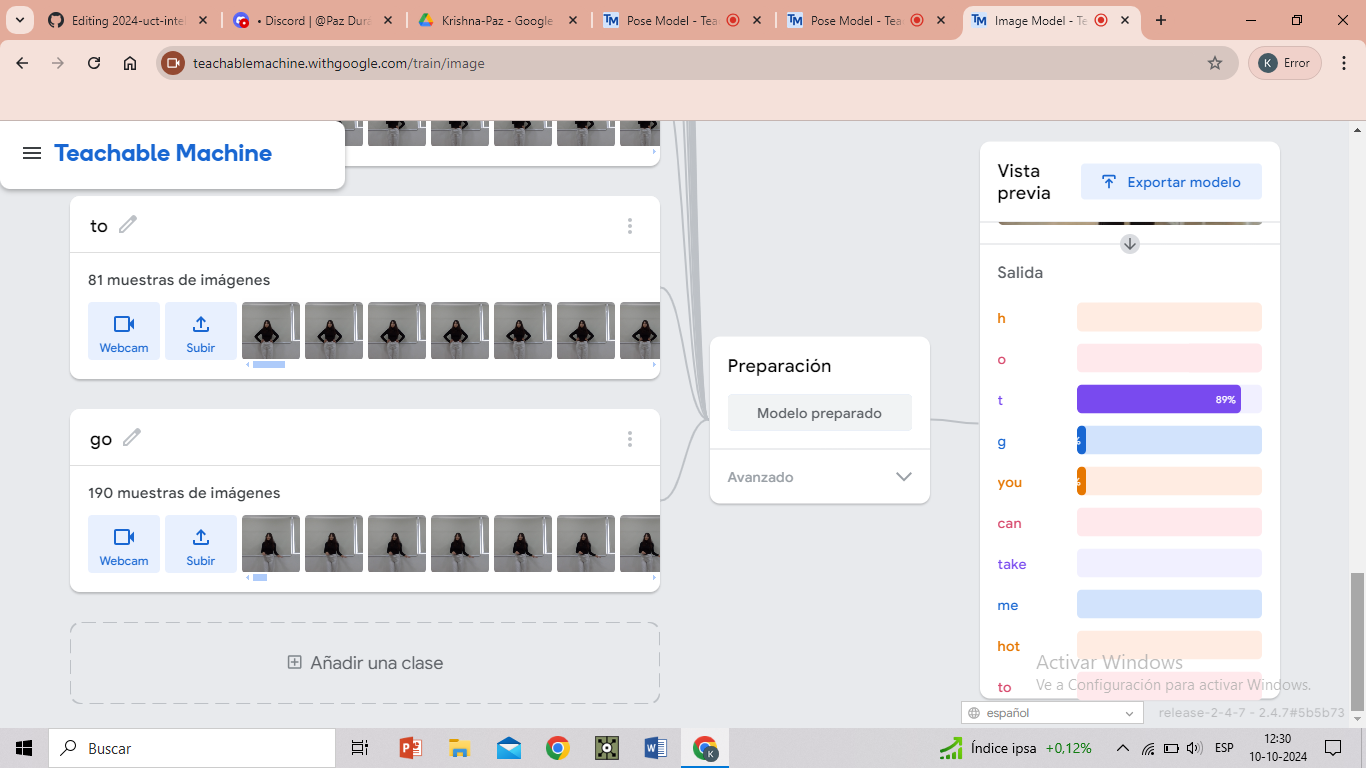 Editing 2024-uct-intel
• Discord | @Paz Dura
Krishna-Paz - Google
Pose Model - Tea
Pose Model - Tea
Image Model - Te
teachablemachine.withgoogle.com/train/image
K Error
Teachable Machine
to
81 muestras de imágenes
Webcam
Subir
go
190 muestras de imágenes
Webcam
Subir
Añadir una clase
Preparación
Modelo preparado
Avanzado
Vista
previa
Exportar modelo
Salida
h
o
t 89%
g %
you %
can
take
me
hot
to
Activar Windows
Ve a Configuración para activar Windows.
español
release-2-4-7 - 2.4.7#5b5b73
Buscar
Índice ipsa +0,12%
ESP
12:30
10-10-2024